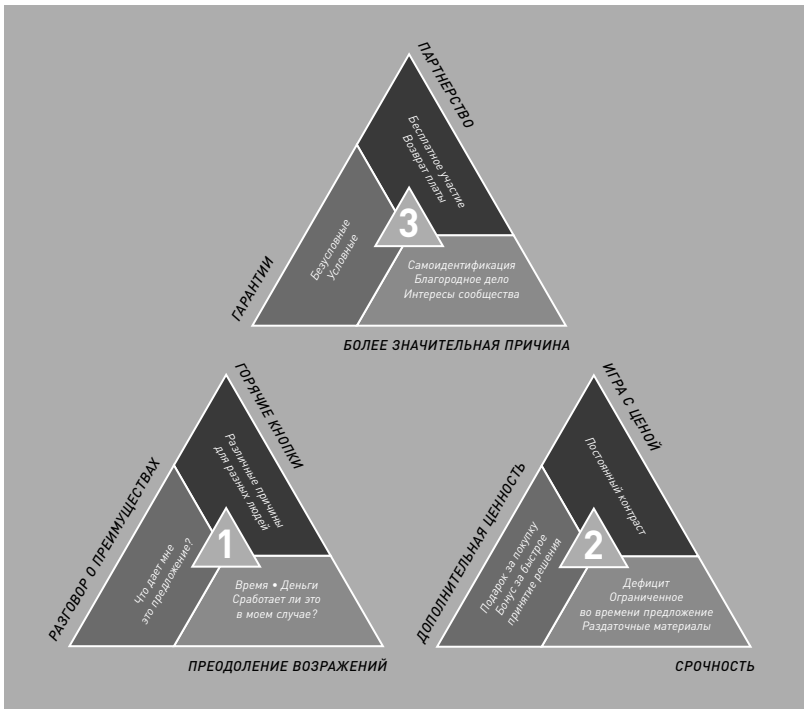 ПАРТНЕРСТВО
Бесплатное участие
Возврат платы
3
ГАРАНТИИ
Безусловные
Условные
Самоидентификация
Благородное дело
Интересы сообщества
БОЛЕЕ ЗНАЧИТЕЛЬНАЯ ПРИЧИНА
ГОРЯЧИЕ КНОПКИ
Различные причины
для разных людей
1
РАЗГОВОР О ПРЕИМУЩЕСТВАХ
Что дает мне
это предложение?
Время • Деньги
Сработает ли это
в моем случае?
ПРЕОДОЛЕНИЕ ВОЗРАЖЕНИЙ
ИГРА С ЦЕНОЙ
Постоянный контраст
2
ДОПОЛНИТЕЛЬНАЯ ЦЕННОСТЬ
Подарок за покупку
Бонус за быстрое
принятие решения
Дефицит
Ограниченное
во времени предложение
Раздаточные материалы
СРОЧНОСТЬ